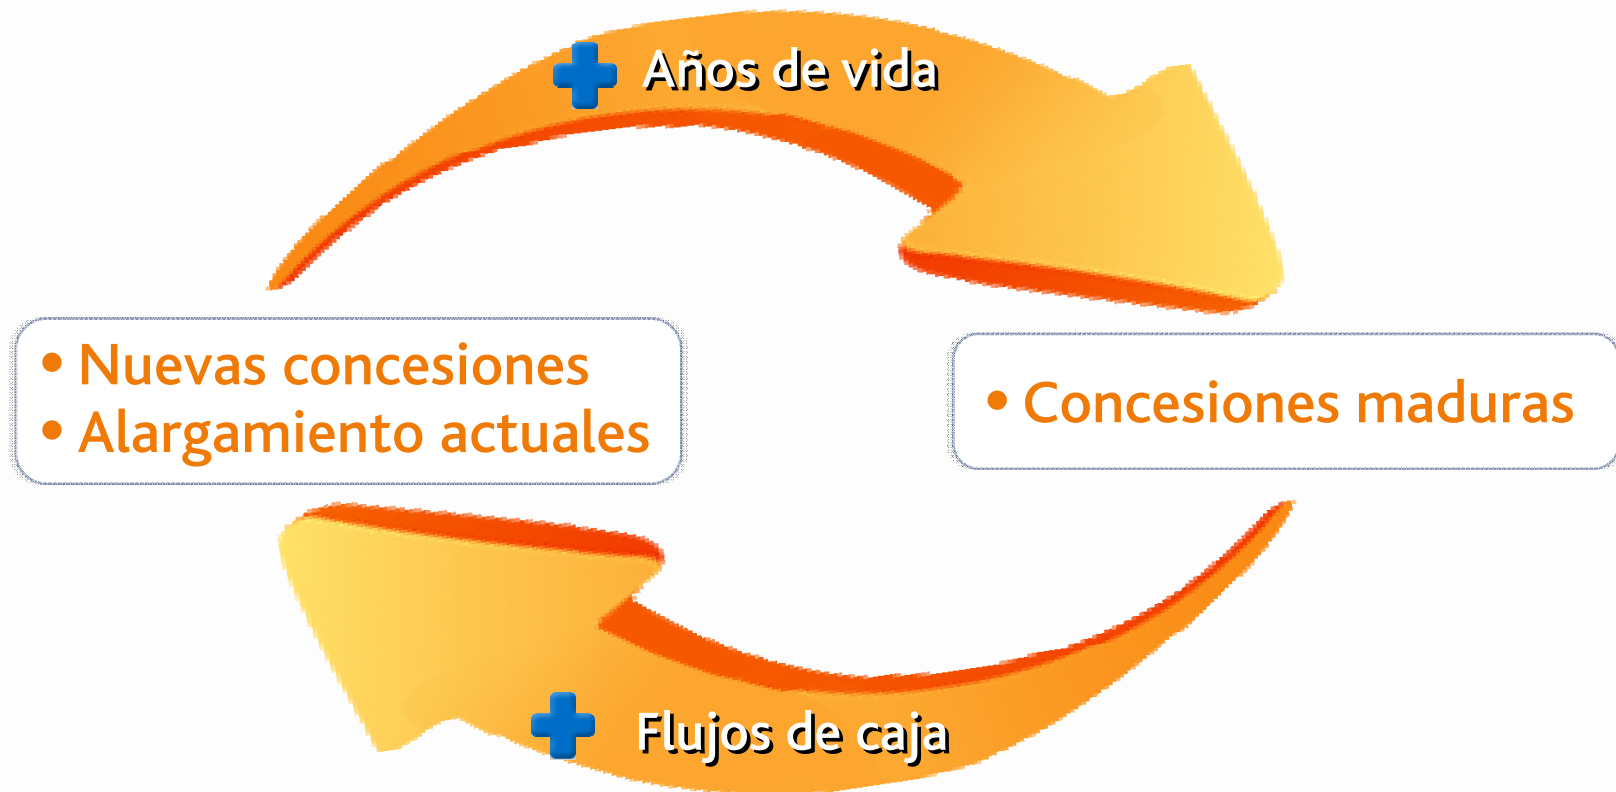 Años de vida
• Nuevas concesiones
• Alargamiento actuales
• Concesiones maduras
Flujos de caja